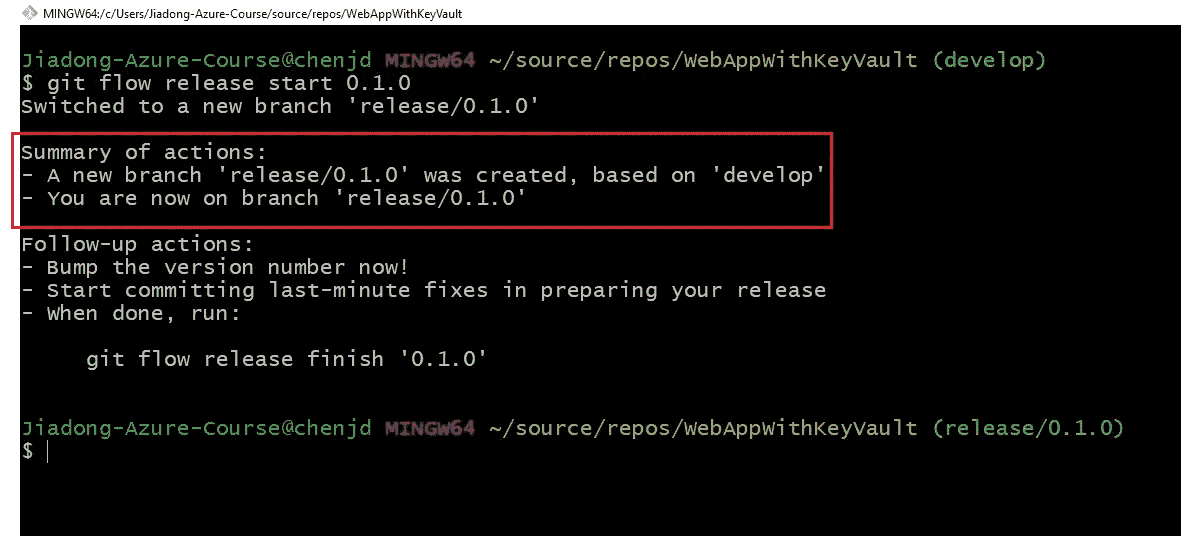 MINGW64:/c/Users/Jiadong-Azure-Course/source/repos/WebAppWithKeyVault
Jiadong-Azure-Course@chenjd MINGW64 ~/source/repos/WebAppWithKeyVault (develop)
$ git flow release start 0.1.0
Switched to a new branch 'release/0.1.0'
Summary of actions:
- A new branch 'release/0.1.0' was created, based on 'develop'
- You are now on branch 'release/0.1.0'
Follow-up actions:
- Bump the version number now!
- Start committing last-minute fixes in preparing your release
- When done, run:
git flow release finish '0.1.0'
Jiadong-Azure-Course@chenjd MINGW64 ~/source/repos/WebAppWithKeyVault (release/0.1.0)
$